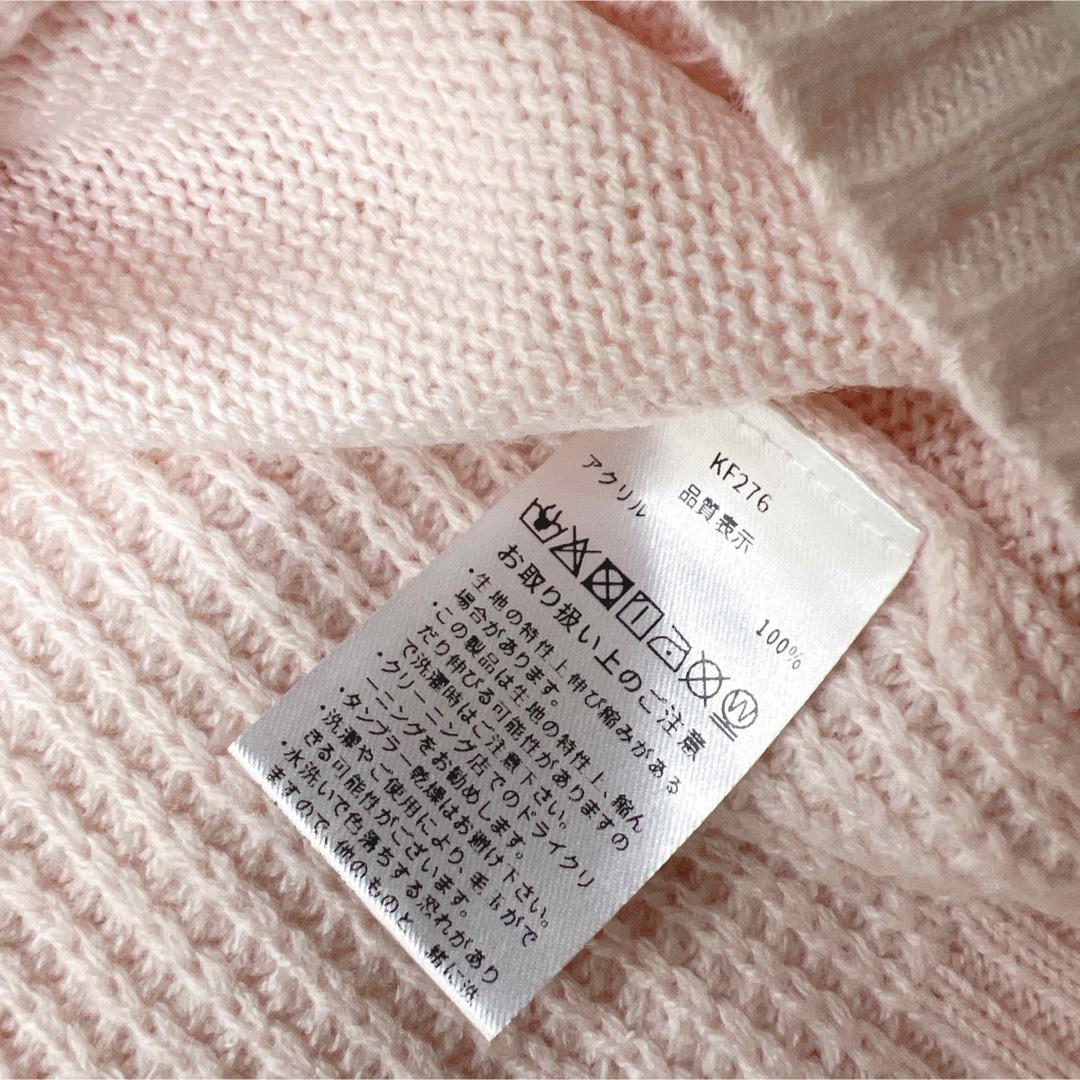 KF276
品質表示
アクリル 100%
お取り扱い上のご注意
・生地の特性上伸び縮みがある
場合があります。
・この製品は生地の特性上、縮ん
だり伸びる可能性がありますの
で洗濯時はご注意下さい。
・クリーニング店でのドライクリ
ーニングをお勧めします。
・タンブラー乾燥はお避け下さい。
・洗濯やご使用により、毛玉がで
きる可能性がございます。
・水洗いで色落ちする恐れがあり
ますので、他のものと一緒に洗